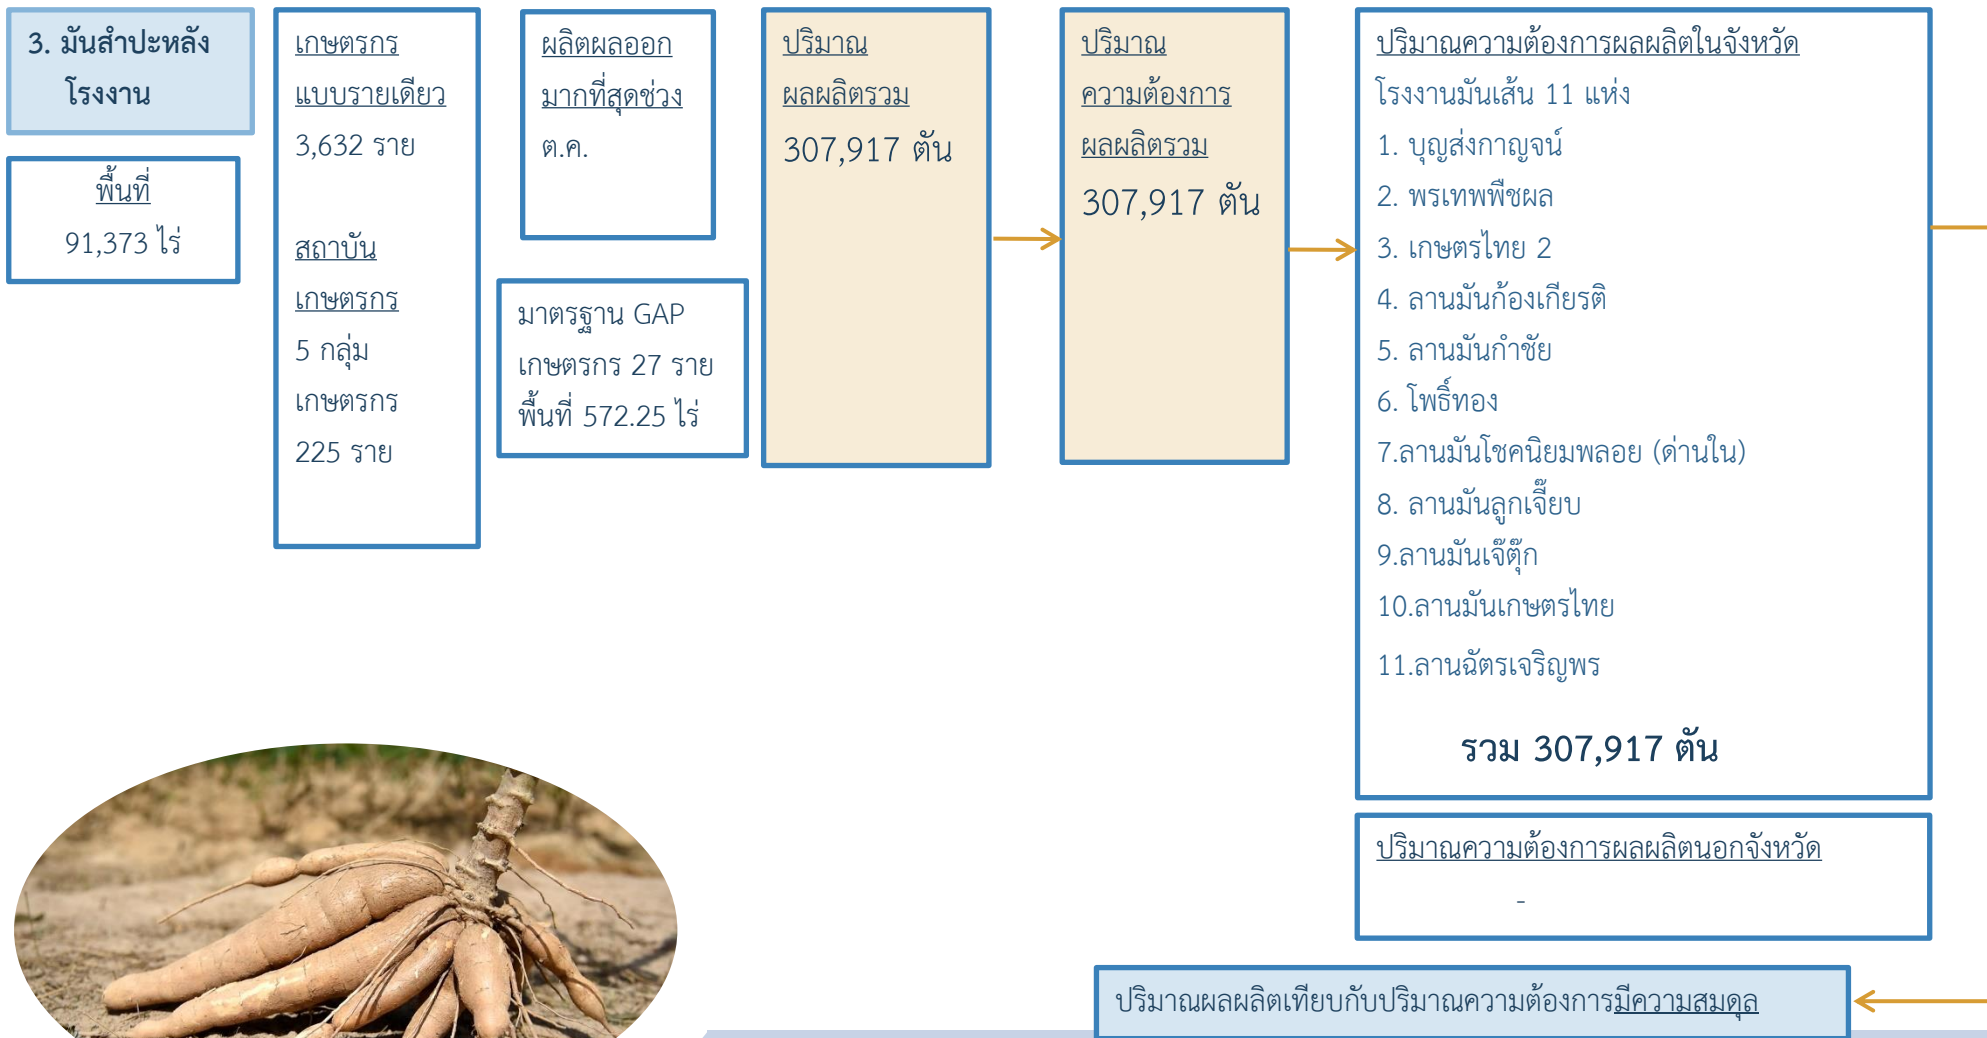 3. มันสำปะหลัง
โรงงาน
พื้นที่
91,373 ไร่
เกษตรกร
แบบรายเดียว
3,632 ราย
สถาบัน
เกษตรกร
5 กลุ่ม
เกษตรกร
225 ราย
ผลิตผลออก
มากที่สุดช่วง
ต.ค.
มาตรฐาน GAP
เกษตรกร 27 ราย
พื้นที่ 572.25 ไร่
ปริมาณ
ผลผลิตรวม
307,917 ตัน
ปริมาณ
ความต้องการ
ผลผลิตรวม
307,917 ตัน
ปริมาณความต้องการผลผลิตในจังหวัด
โรงงานมันเส้น 11 แห่ง
1. บุญส่งกาญจน์
2. พรเทพพืชผล
3. เกษตรไทย 2
4. ลานมันก้องเกียรติ
5. ลานมันกำชัย
6. โพธิ์ทอง
7.ลานมันโชคนิยมพลอย (ด่านใน)
8. ลานมันลูกเจี๊ยบ
9.ลานมันเจ๊ตุ๊ก
10.ลานมันเกษตรไทย
11.ลานฉัตรเจริญพร
รวม 307,917 ตัน
ปริมาณความต้องการผลผลิตนอกจังหวัด
-
ปริมาณผลผลิตเทียบกับปริมาณความต้องการมีความสมดุล